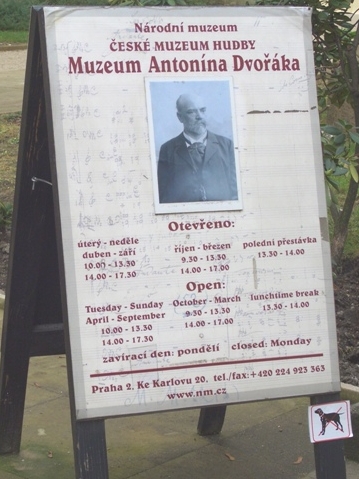 Národní muzeum
ČESKÉ MUZEUM HUDBY
Muzeum Antonína Dvořáka
Otevřeno:
úterý - neděle
duben - září
10.00 - 13.30
14.00 - 17.30
říjen - březen
9.30 - 13.30
14.00 - 17.00
polední přestávka
13.30 - 14.00
Open:
Tuesday - Sunday
April - September
10.00 - 13.30
14.00 - 17.30
October - March
9.30 - 13.30
14.00 - 17.00
lunchtime break
13.30 - 14.00
zavírací den: pondělí closed: Monday
Praha 2, Ke Karlovu 20, tel./fax:+420 224 923 363
www.nm.cz